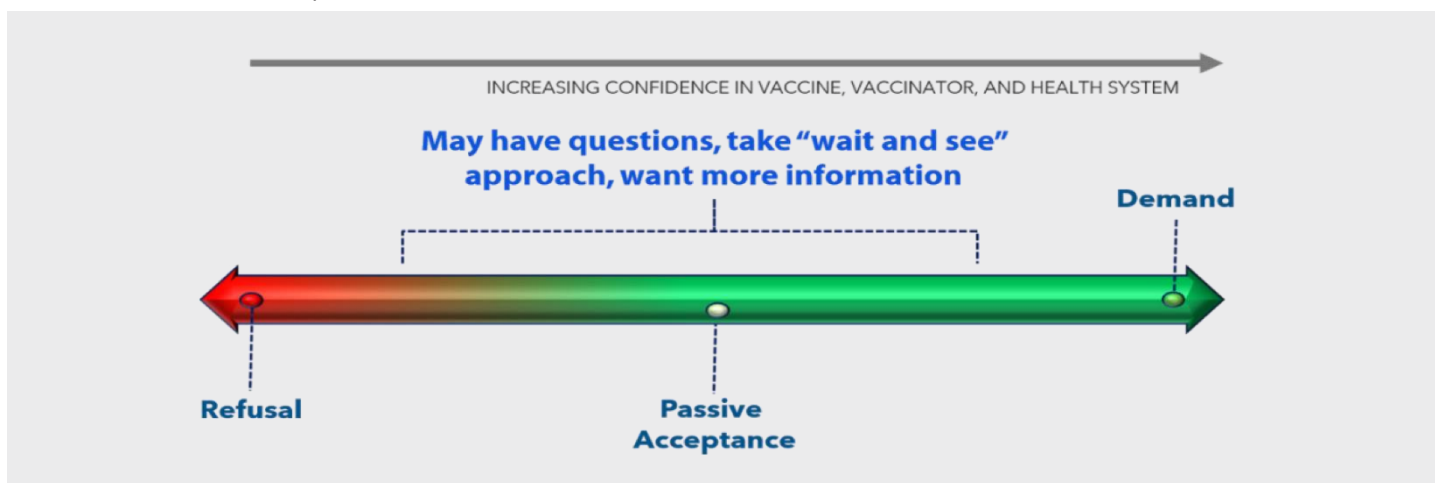 INCREASING CONFIDENCE IN VACCINE, VACCINATOR, AND HEALTH SYSTEM
May have questions, take “wait and see”
approach, want more information
Demand
Refusal
Passive
Acceptance